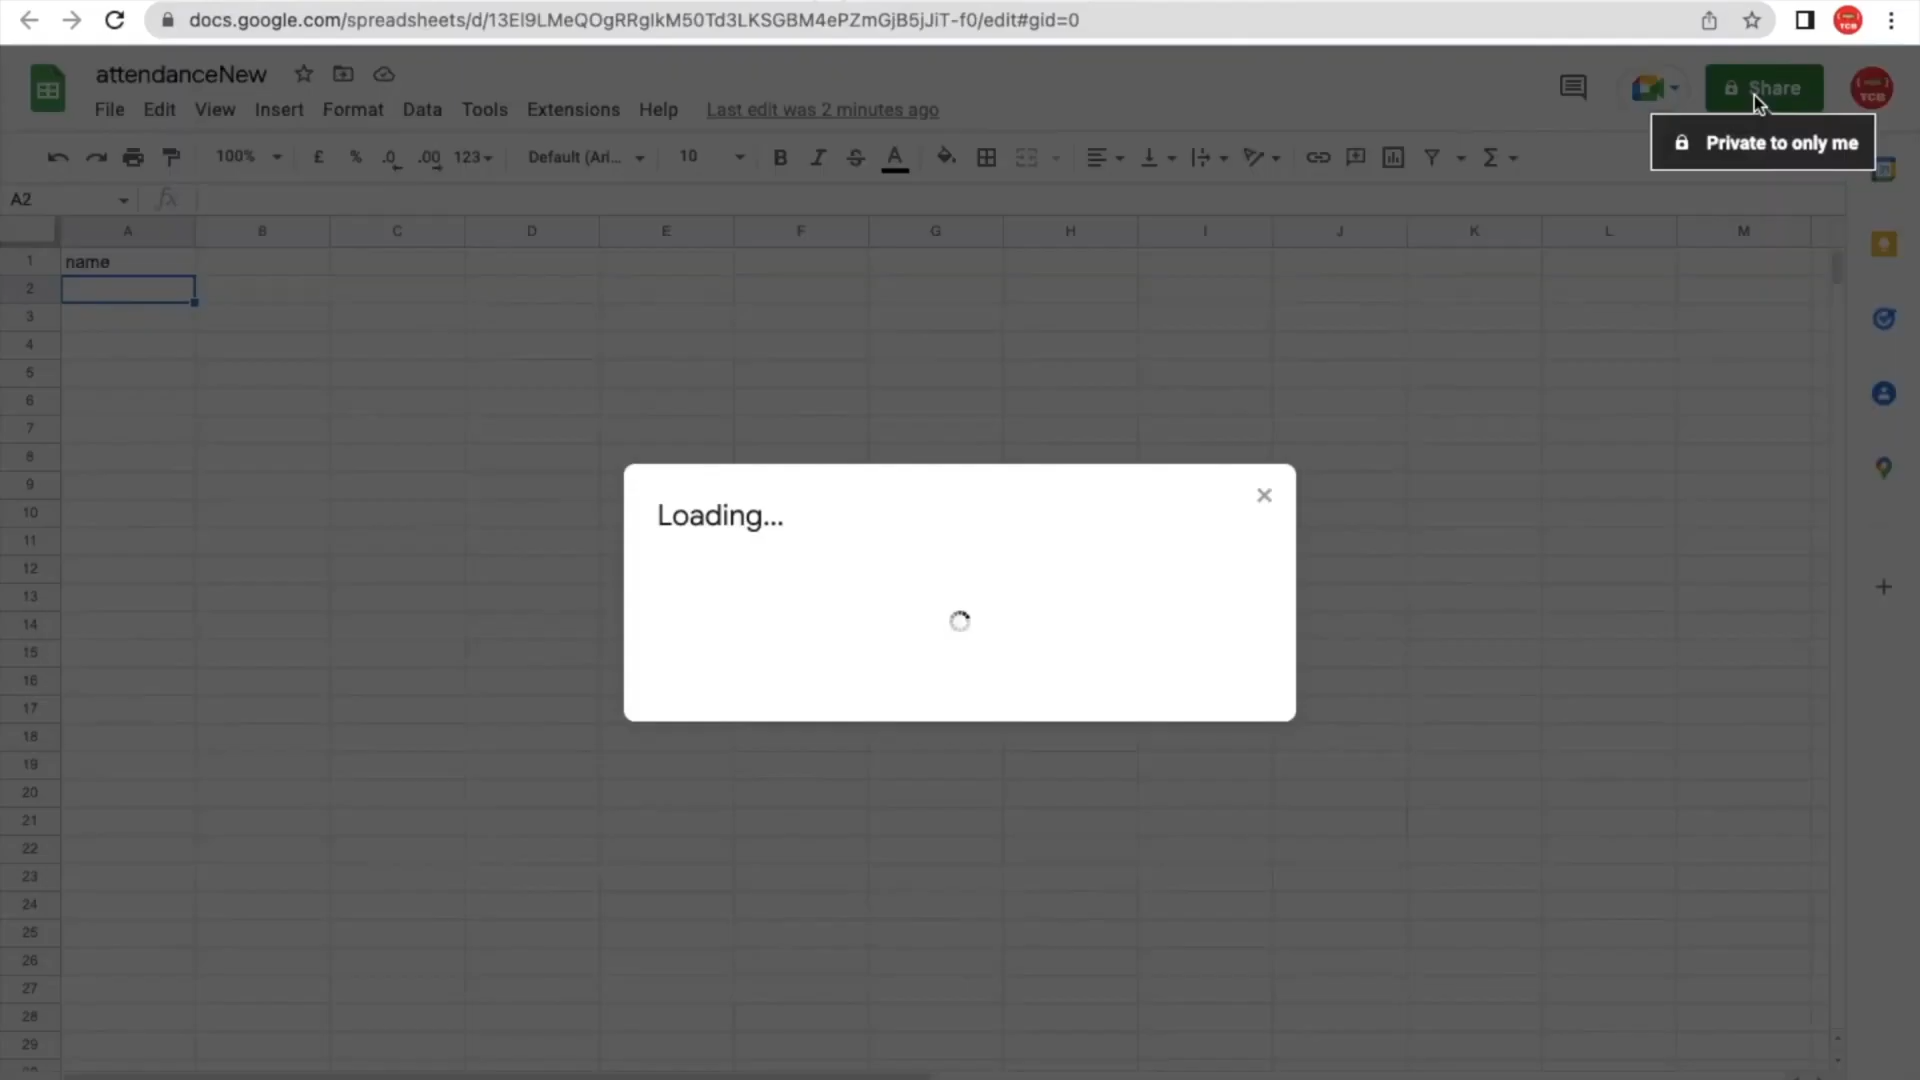 docs.google.com/spreadsheets/d/13El9LMeQOgRRglkM50Td3LKSGBM4ePZmGjB5jJiT-f0/edit#gid=0
attendanceNew
File Edit View Insert Format Data Tools Extensions Help Last edit was 2 minutes ago
Share
TCB
Private to only me
100% £ % .0 .00 123 Default (Ari... 10 B I S A
A2 fx
A B C D E F G H I J K L M
1 name
2
3
4
5
6
7
8
9
10
11
12
13
14
15
16
17
18
19
20
21
22
23
24
25
26
27
28
29
Loading...